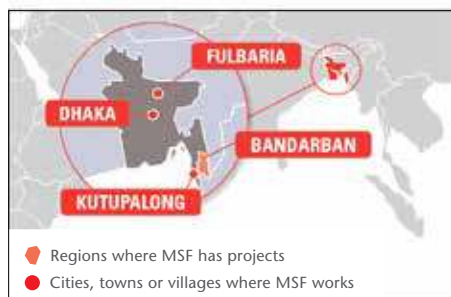 FULBARIA
DHAKA
BANDARBAN
KUTUPALONG
Regions where MSF has projects
Cities, towns or villages where MSF works